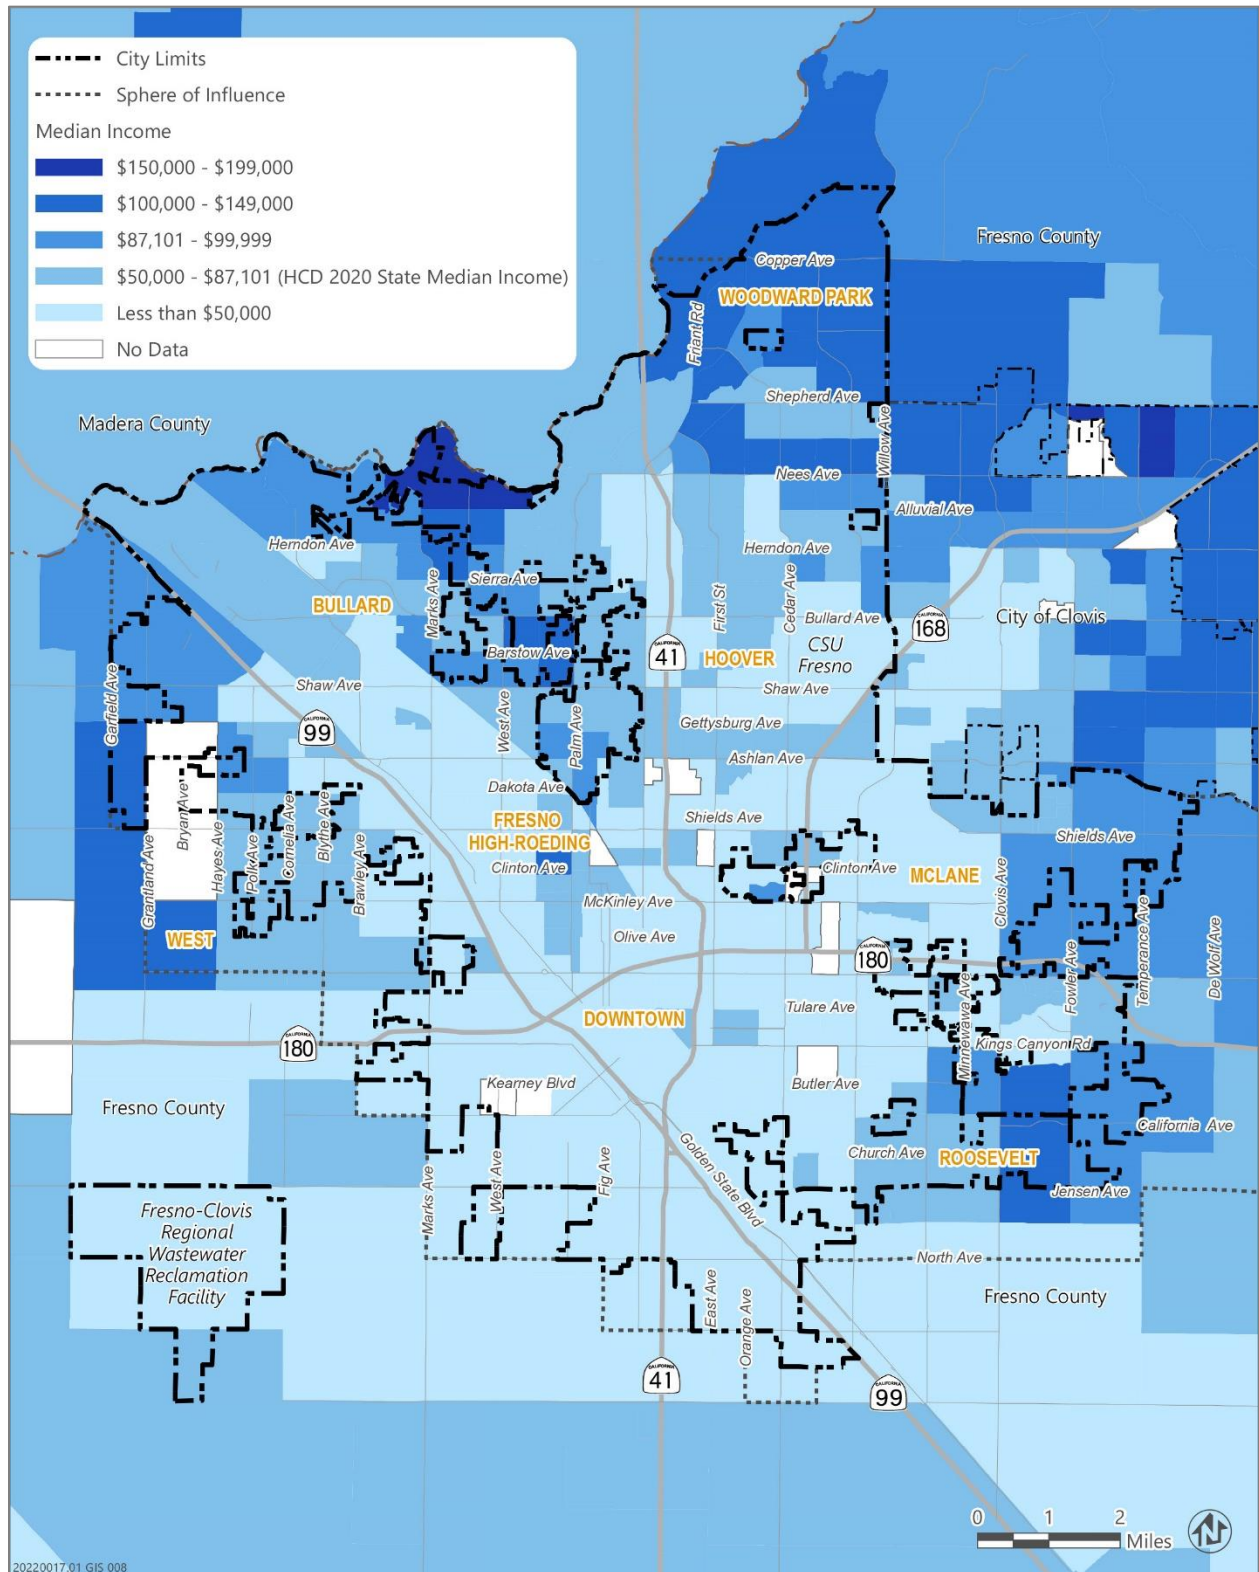 City Limits
Sphere of Influence
Median Income
$150,000 - $199,000
$100,000 - $149,000
$87,101 - $99,999
$50,000 - $87,101 (HCD 2020 State Median Income)
Less than $50,000
No Data
Fresno County
Copper Ave
WOODWARD PARK
Friant Rd
Shepherd Ave
Madera County
Willow Ave
Nees Ave
Alluvial Ave
Herndon Ave
Herndon Ave
Sierra Ave
Marks Ave
BULLARD
First St
Cedar Ave
Bullard Ave
CALIFORNIA
168
City of Clovis
Barstow Ave
CALIFORNIA
41
HOOVER
CSU
Fresno
Shaw Ave
Shaw Ave
Garfield Ave
West Ave
Palm Ave
Gettysburg Ave
CALIFORNIA
99
Ashlan Ave
Dakota Ave
Bryan Ave
Cornelia Ave
Blythe Ave
FRESNO
HIGH-ROEDING
Shields Ave
Shields Ave
Grantland Ave
Hayes Ave
Polk Ave
Brawley Ave
Clinton Ave
Clinton Ave
MCLANE
Clovis Ave
McKinley Ave
WEST
Olive Ave
CALIFORNIA
180
Fowler Ave
Temperance Ave
DeWolf Ave
Minnewawa Ave
DOWNTOWN
Tulare Ave
CALIFORNIA
180
Kings Canyon Rd
Kearney Blvd
Butler Ave
Fresno County
California Ave
Church Ave
ROOSEVELT
Golden State Blvd
Fig Ave
Marks Ave
West Ave
Jensen Ave
Fresno-Clovis
Regional
Wastewater
Reclamation
Facility
North Ave
East Ave
Orange Ave
Fresno County
CALIFORNIA
41
CALIFORNIA
99
0 1 2
Miles
N
20220017.01 GIS 008